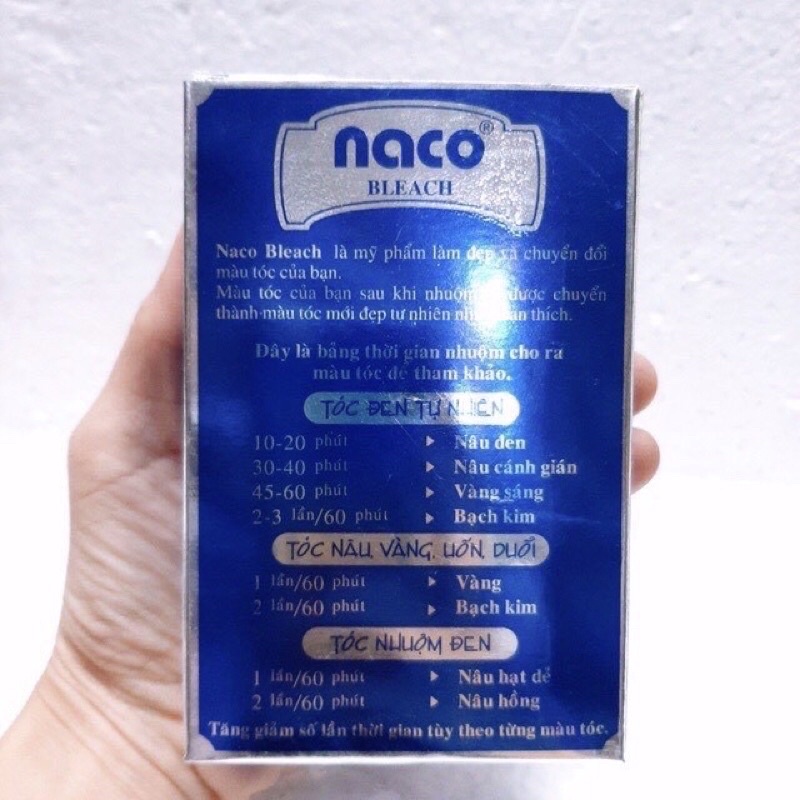 naco®
BLEACH
Naco Bleach là mỹ phẩm làm đẹp và chuyển đổi
màu tóc của bạn.
Màu tóc của bạn sau khi nhuộm được chuyển
thành màu tóc mới đẹp tự nhiên thích.
Đây là bảng thời gian nhuộm cho ra
màu tóc để tham khảo.
TÓC ĐEN TỰ NHIÊN
10-20 phút ▸ Nâu đen
30-40 phút ▸ Nâu cánh gián
45-60 phút ▸ Vàng sáng
2-3 lần/60 phút ▸ Bạch kim
TÓC NÂU, VÀNG, UỐN, DUỖI
1 lần/60 phút ▸ Vàng
2 lần/60 phút ▸ Bạch kim
TÓC NHUỘM ĐEN
1 lần/60 phút ▸ Nâu hạt dẻ
2 lần/60 phút ▸ Nâu hồng
Tăng giảm số lần thời gian tùy theo từng màu tóc.